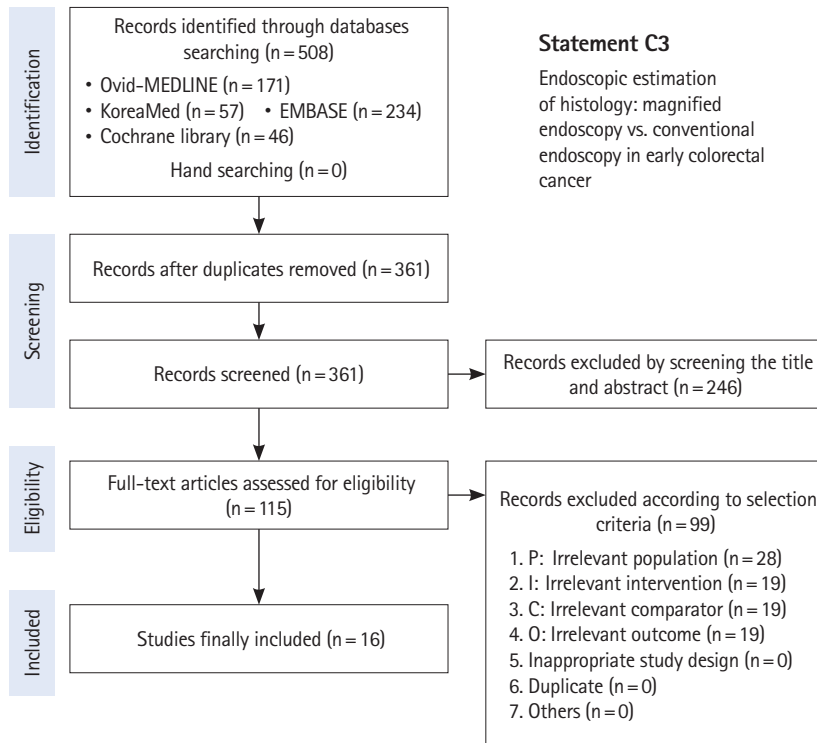 Identification
Records identified through databases
searching (n=508)
• Ovid-MEDLINE (n=171)
• KoreaMed (n=57) • EMBASE (n=234)
• Cochrane library (n=46)
Hand searching (n=0)
Statement C3
Endoscopic estimation
of histology: magnified
endoscopy vs. conventional
endoscopy in early colorectal
cancer
Screening
Records after duplicates removed (n=361)
Records screened (n=361)
Records excluded by screening the title
and abstract (n=246)
Eligibility
Full-text articles assessed for eligibility
(n=115)
Records excluded according to selection
criteria (n=99)
1. P: Irrelevant population (n=28)
2. I: Irrelevant intervention (n=19)
3. C: Irrelevant comparator (n=19)
4. O: Irrelevant outcome (n=19)
5. Inappropriate study design (n=0)
6. Duplicate (n=0)
7. Others (n=0)
Included
Studies finally included (n=16)